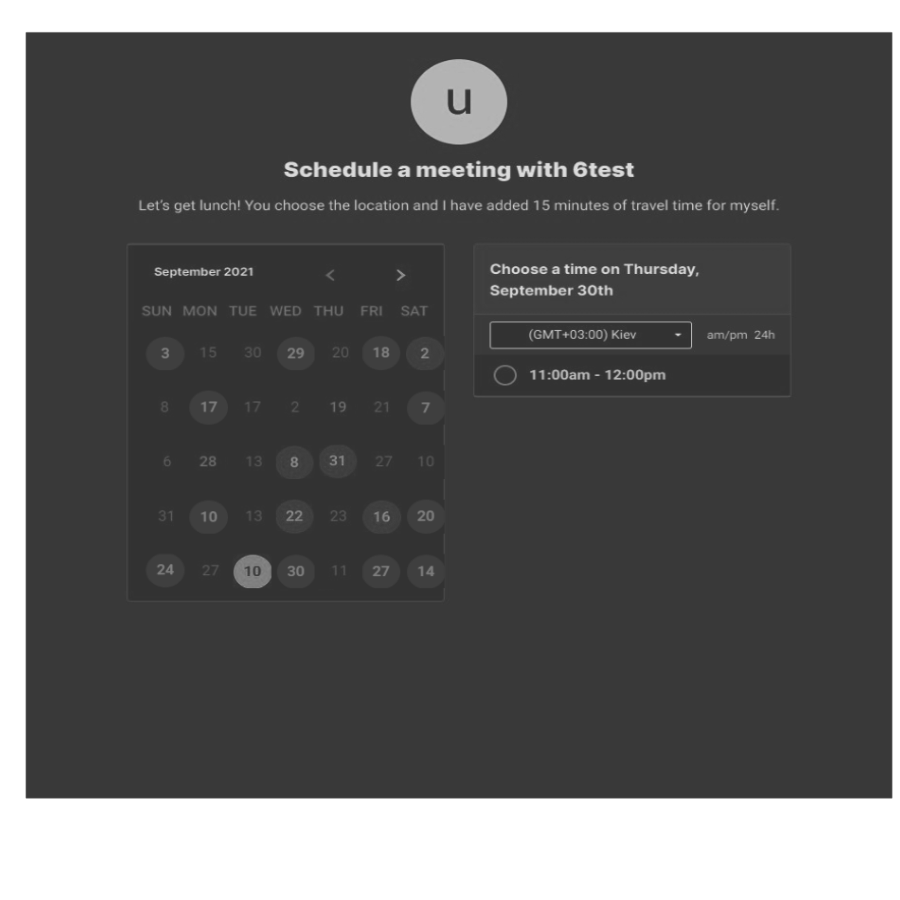 u
Schedule a meeting with 6test
Let's get lunch! You choose the location and I have added 15 minutes of travel time for myself.
September 2021 < >
SUN MON TUE WED THU FRI SAT
3 15 30 29 20 18 2
8 17 17 2 19 21 7
6 28 13 8 31 27 10
31 10 13 22 23 16 20
24 27 10 30 11 27 14
Choose a time on Thursday,
September 30th
(GMT+03:00) Kiev am/pm 24h
11:00am - 12:00pm